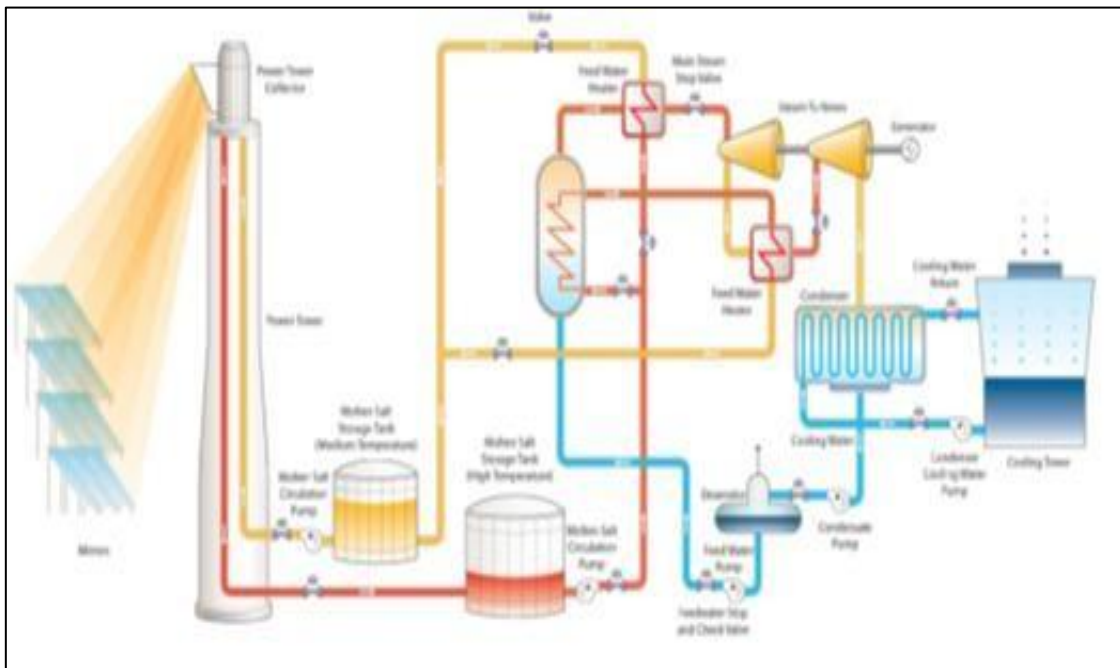 Valve
Power Tower
Collector
Feed Water
Heater
Main Steam
Stop Valve
Generator
Cooling Water
Return
Condenser
Feed Water
Heater
Power Tower
Molten Salt
Storage Tank
(Medium Temperature)
Molten Salt
Storage Tank
(High Temperature)
Cooling Water
Condenser
Cooling Water
Pump
Cooling Tower
Molten Salt
Circulation
Pump
Deaerator
Condensate
Pump
Molten Salt
Circulation
Pump
Feed Water
Pump
Mirrors
Feedwater Stop
and Check Valve